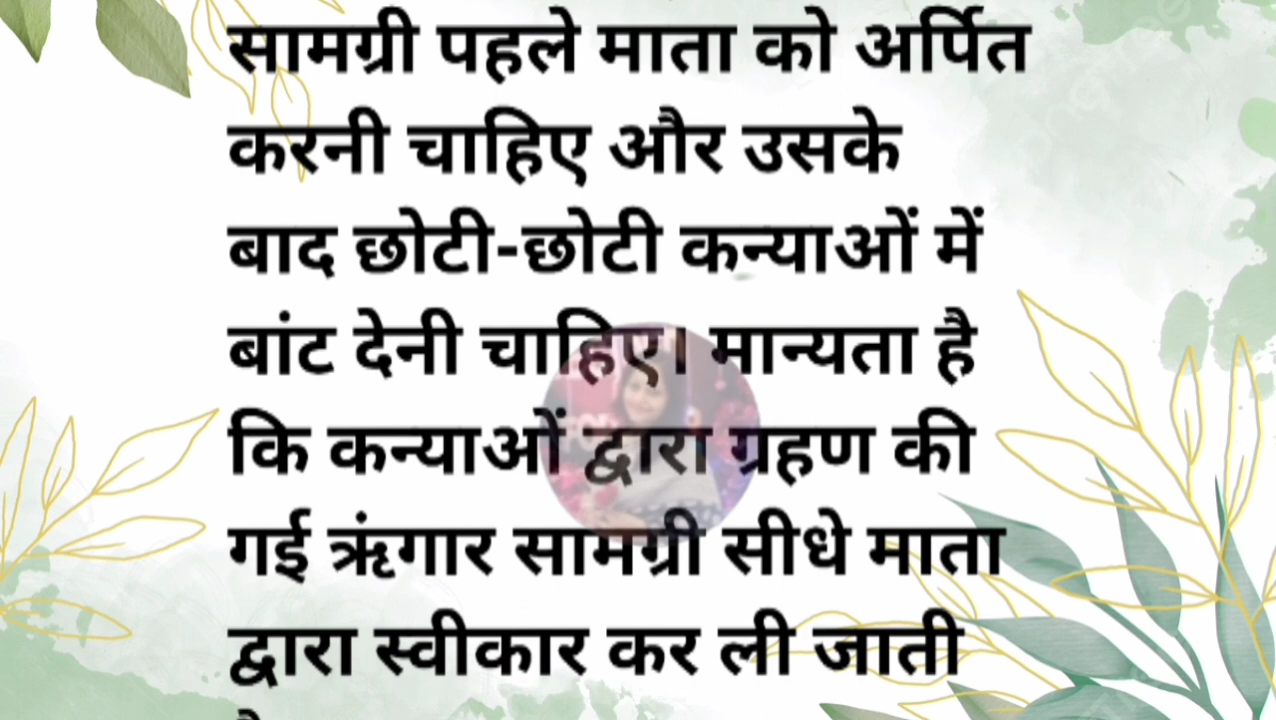 सामग्री पहले माता को अर्पित
करनी चाहिए और उसके
बाद छोटी-छोटी कन्याओं में
बांट देनी चाहिए। मान्यता है
कि कन्याओं द्वारा ग्रहण की
गई ऋंगार सामग्री सीधे माता
द्वारा स्वीकार कर ली जाती